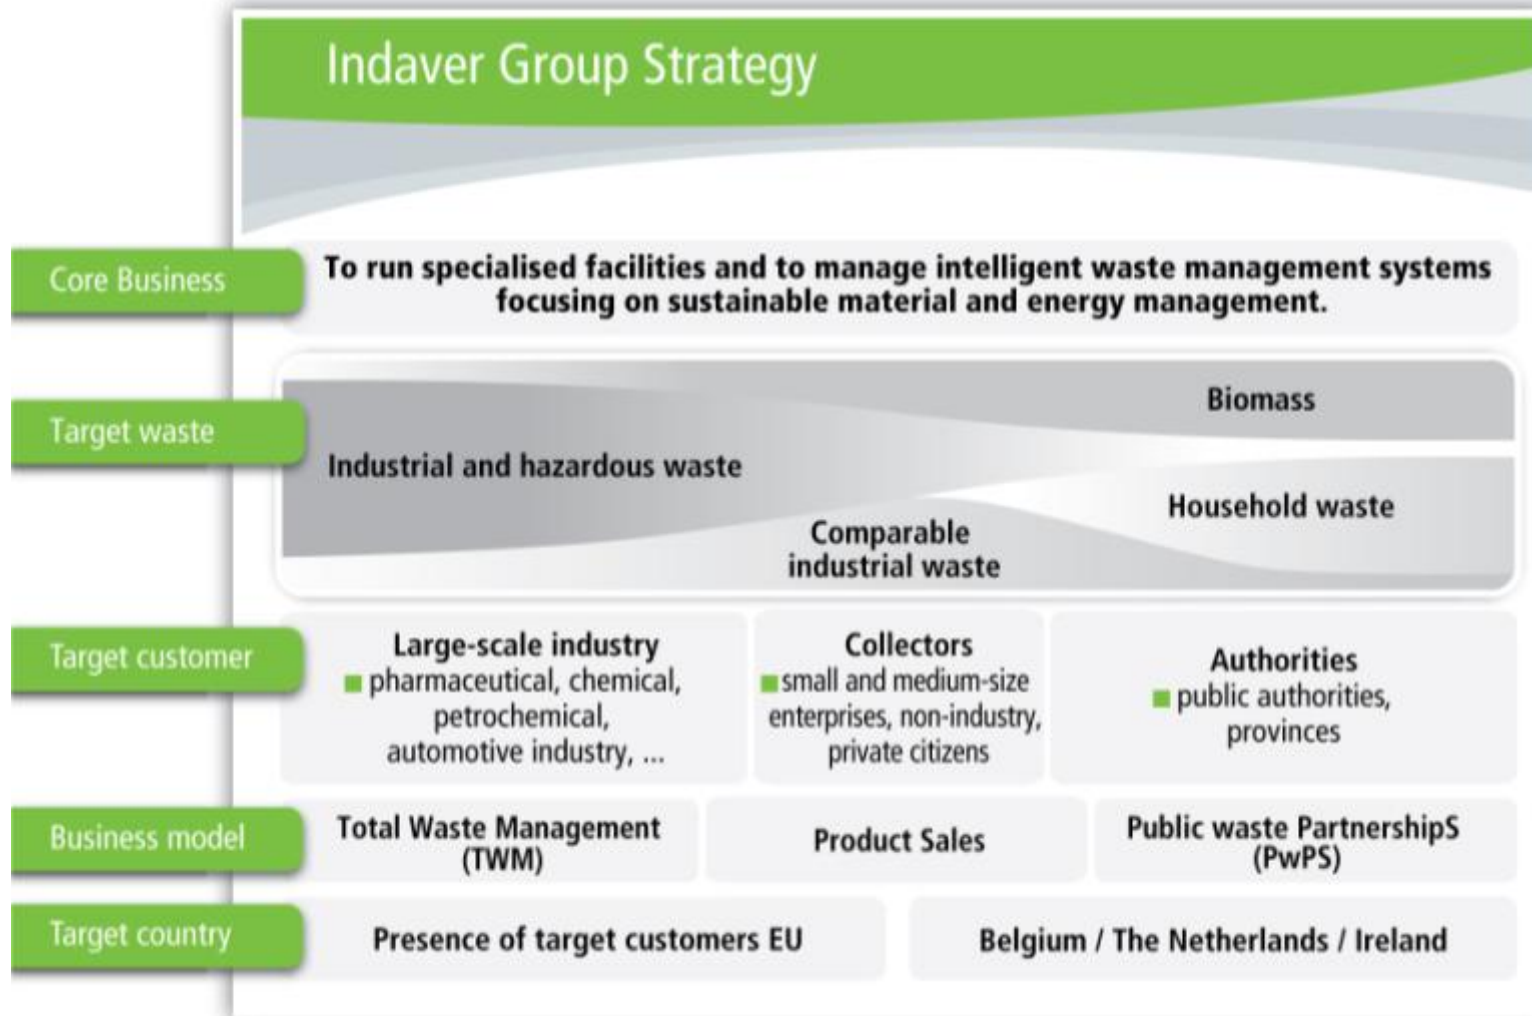 Indaver Group Strategy
Core Business
To run specialised facilities and to manage intelligent waste management systems
focusing on sustainable material and energy management.
Target waste
Biomass
Industrial and hazardous waste
Household waste
Comparable
industrial waste
Target customer
Large-scale industry
pharmaceutical, chemical,
petrochemical,
automotive industry, ...
Collectors
small and medium-size
enterprises, non-industry,
private citizens
Authorities
public authorities,
provinces
Business model
Total Waste Management
(TWM)
Product Sales
Public waste PartnershipS
(PwPS)
Target country
Presence of target customers EU
Belgium / The Netherlands / Ireland